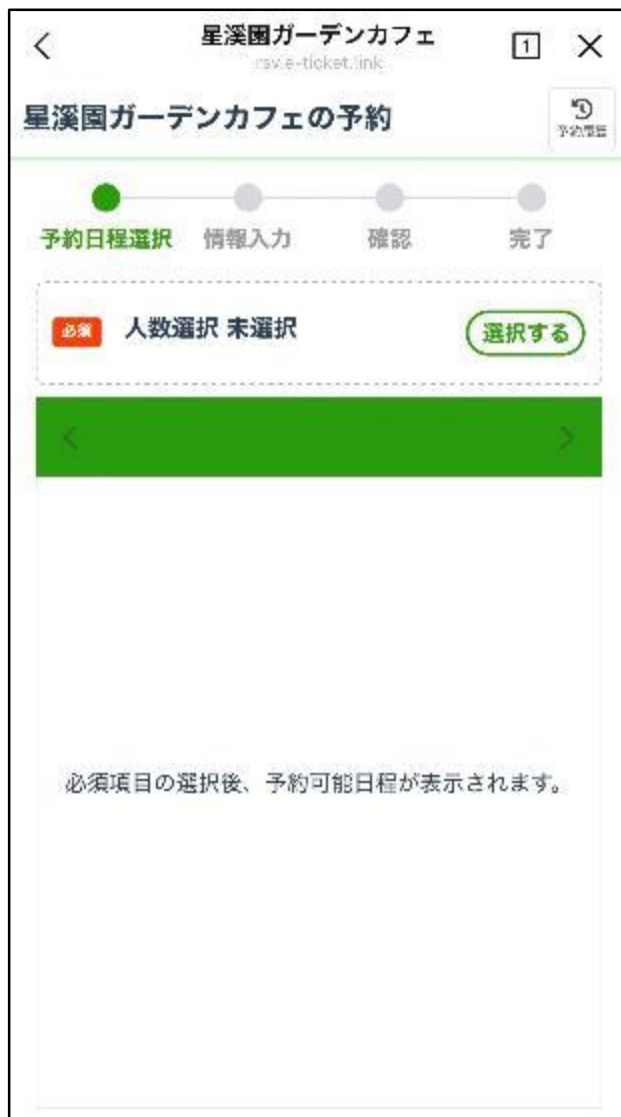 星溪園ガーデンカフェ
rsv.e-ticket.link
1
星溪園ガーデンカフェの予約
予約履歴
予約日程選択 情報入力 確認 完了
必須 人数選択 未選択 選択する
必須項目の選択後、予約可能日程が表示されます。